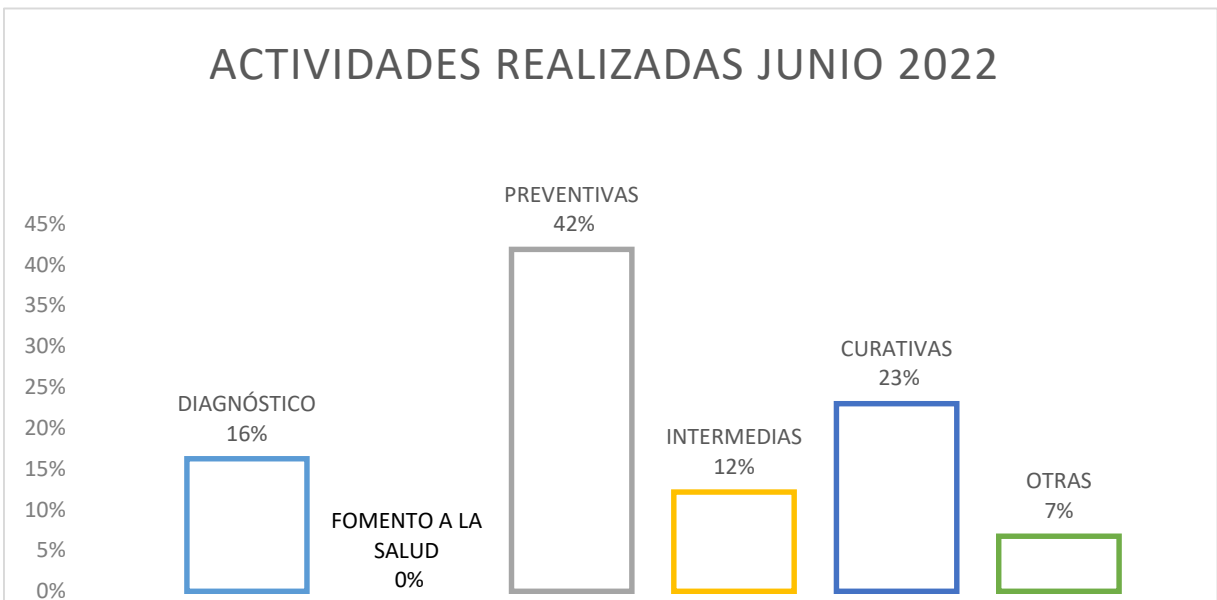 ACTIVIDADES REALIZADAS JUNIO 2022
45%
40%
35%
30%
25%
20%
15%
10%
5%
0%
DIAGNÓSTICO
16%
FOMENTO A LA
SALUD
0%
PREVENTIVAS
42%
INTERMEDIAS
12%
CURATIVAS
23%
OTRAS
7%